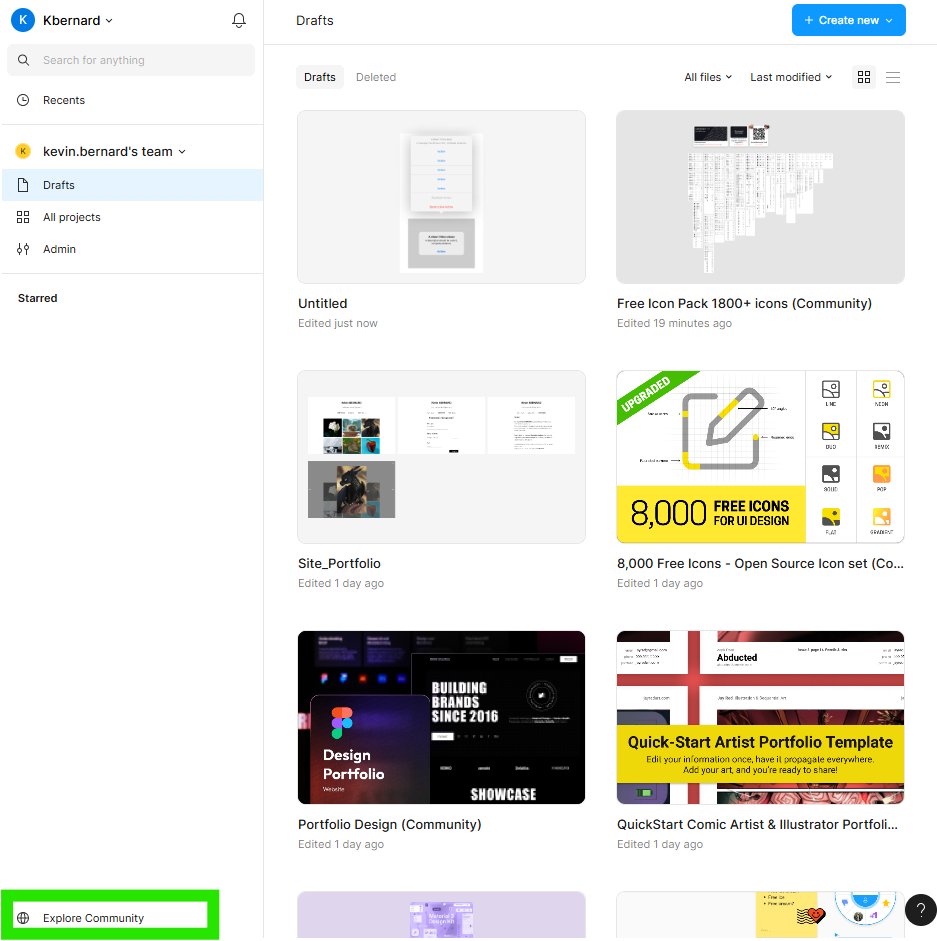 K Kbernard
Search for anything
Recents
K kevin.bernard's team
Drafts
All projects
Admin
Starred
Explore Community
Drafts
+ Create new
Drafts Deleted
All files Last modified
Untitled
Edited just now
Free Icon Pack 1800+ icons (Community)
Edited 19 minutes ago
Site_Portfolio
Edited 1 day ago
UPGRADED
8,000 FREE ICONS
FOR UI DESIGN
LINE NEON
DUO REMIX
SOLID POP
FLAT GRADIENT
8,000 Free Icons - Open Source Icon set (Co...
Edited 1 day ago
BUILDING
BRANDS
SINCE 2016
Design
Portfolio
Website
SHOWCASE
Portfolio Design (Community)
Edited 1 day ago
Abducted
Quick-Start Artist Portfolio Template
Edit your information once, have it propagate everywhere.
Add your art, and you're ready to share!
QuickStart Comic Artist & Illustrator Portfoli...
Edited 1 day ago
Material 3
Design Kit
?